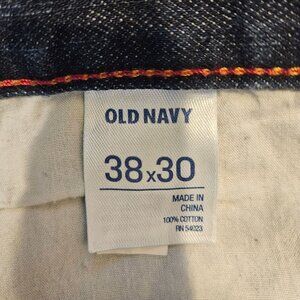 OLD NAVY
38x30
MADE IN
CHINA
100% COTTON
RN 54023